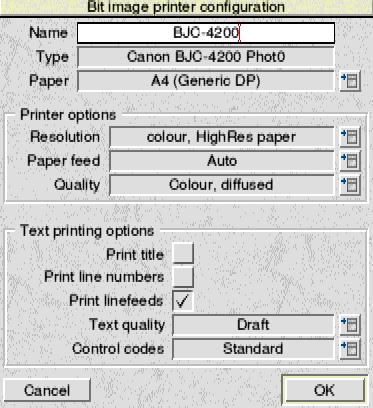 Bit image printer configuration
Name BJC-4200
Type Canon BJC-4200 Phot0
Paper A4 (Generic DP)
Printer options
Resolution colour, HighRes paper
Paper feed Auto
Quality Colour, diffused
Text printing options
Print title
Print line numbers
Print linefeeds
Text quality Draft
Control codes Standard
Cancel OK